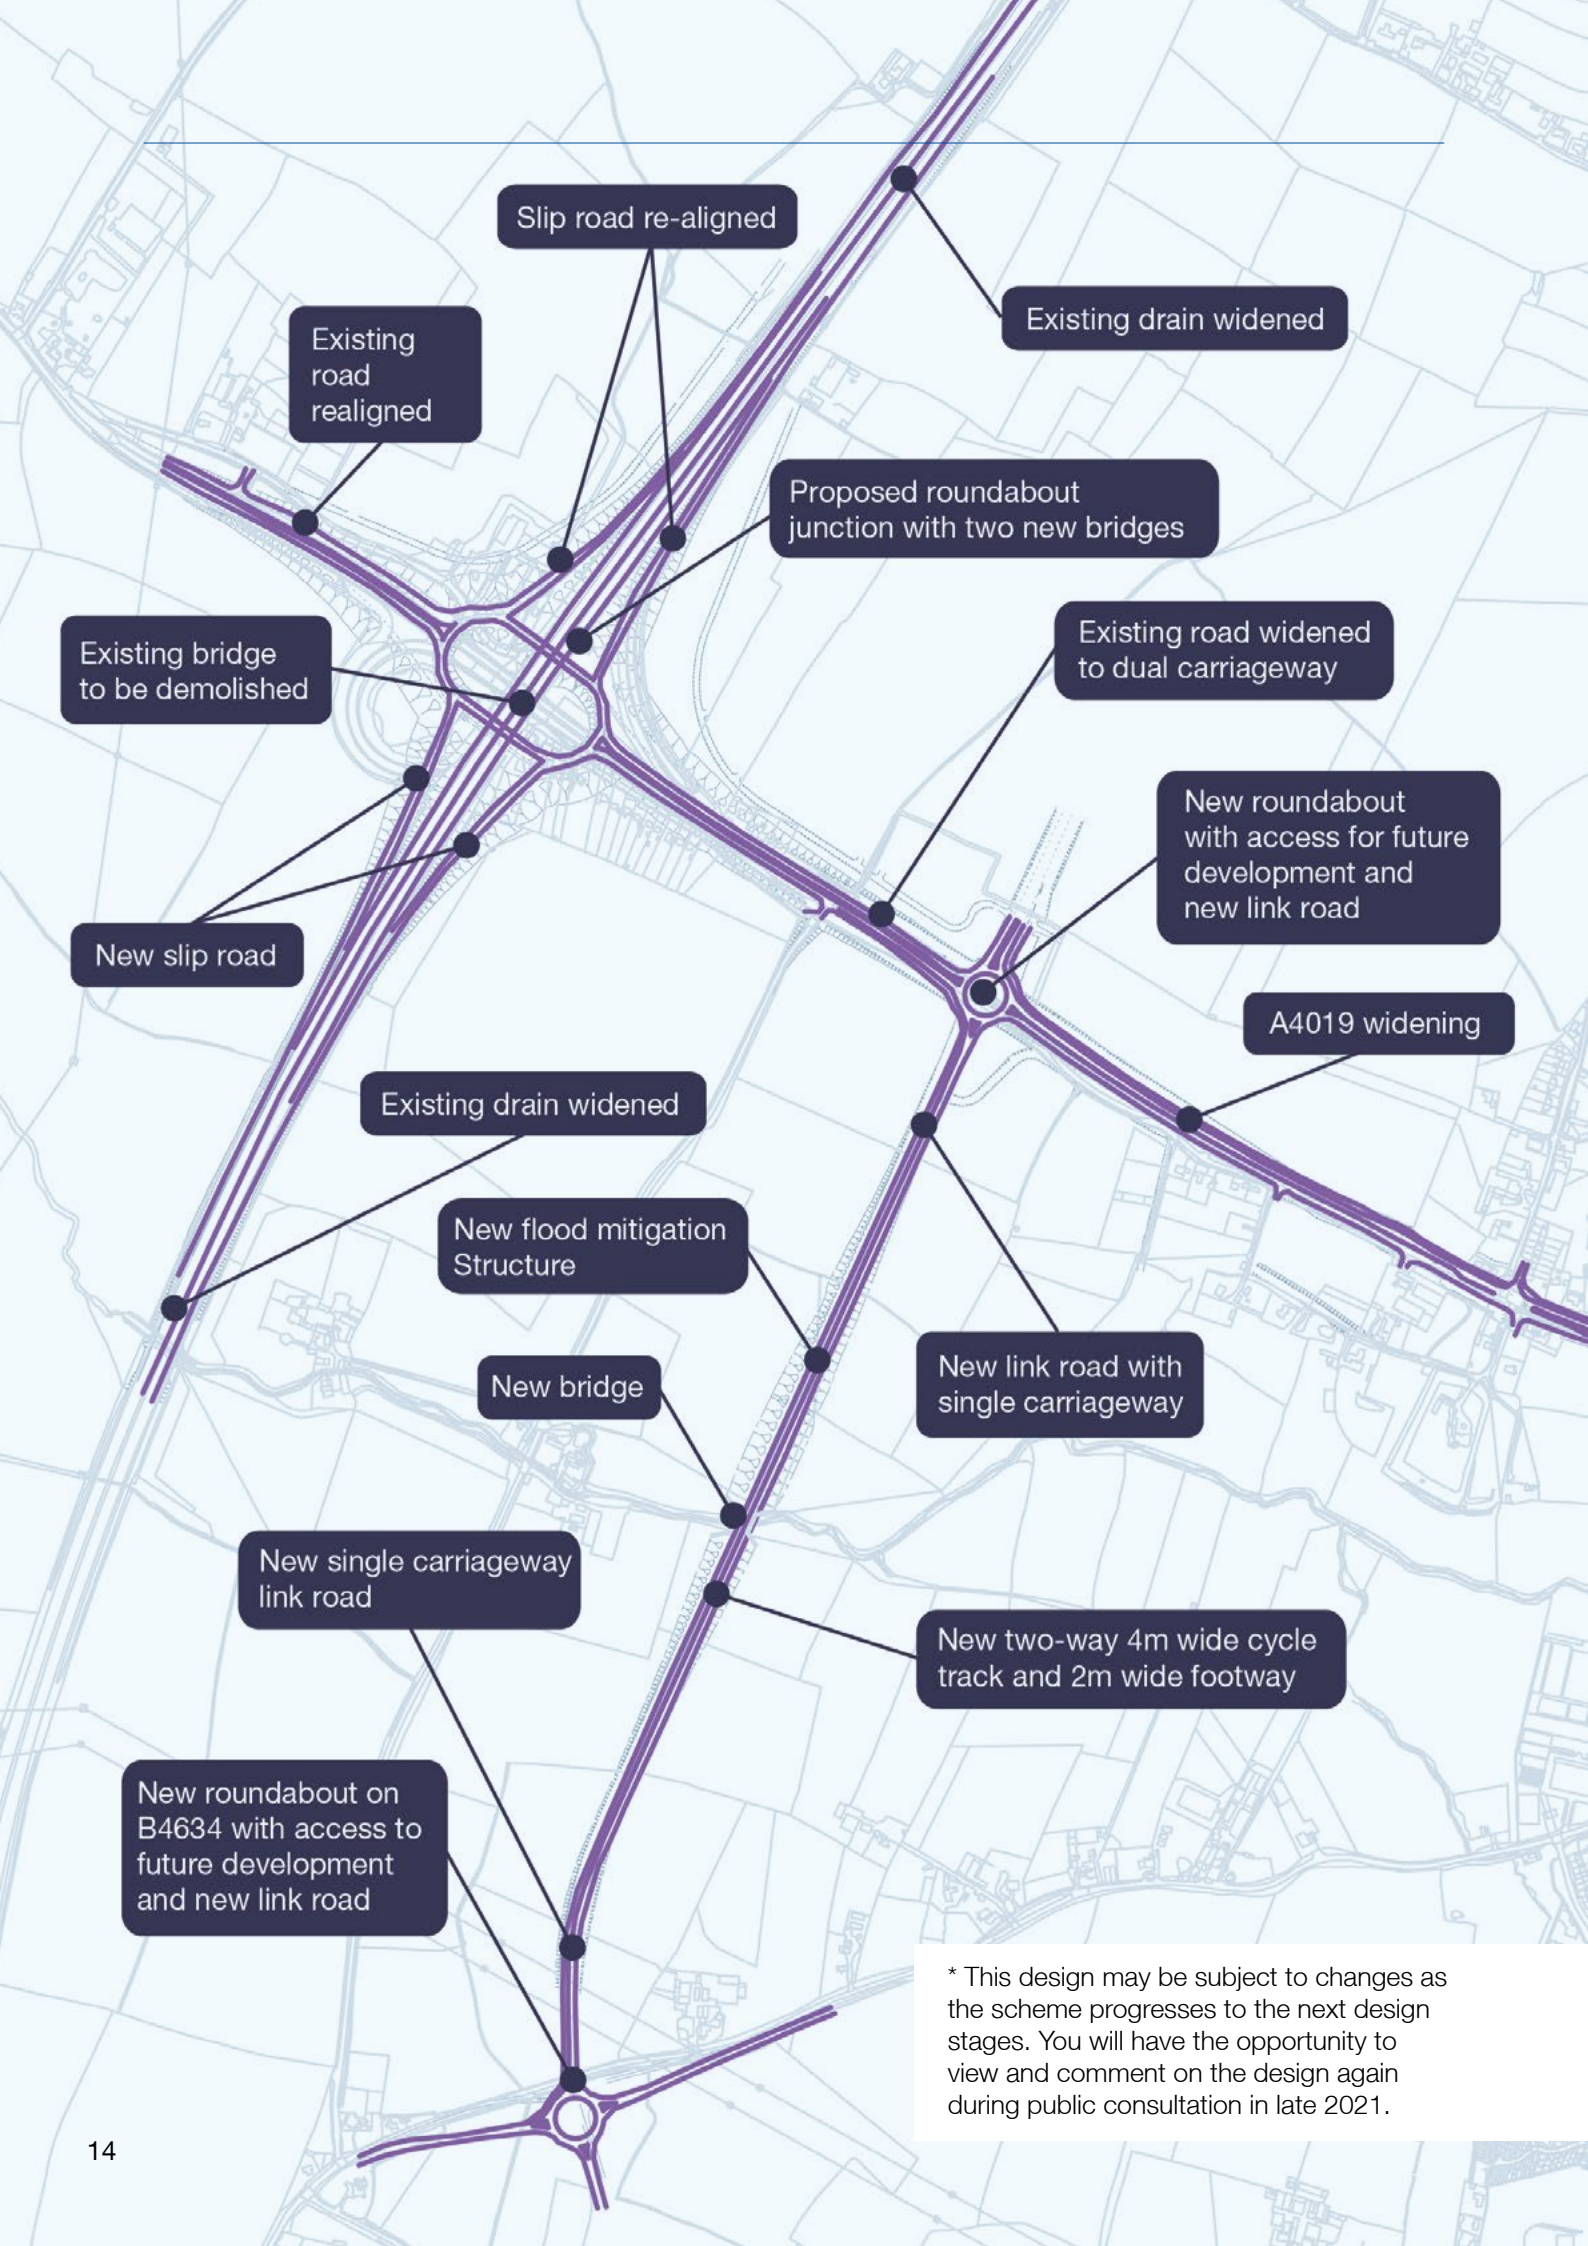 Slip road re-aligned
Existing drain widened
Existing
road
realigned
Proposed roundabout
junction with two new bridges
Existing bridge
to be demolished
Existing road widened
to dual carriageway
New roundabout
with access for future
development and
new link road
New slip road
A4019 widening
Existing drain widened
New flood mitigation
Structure
New bridge
New link road with
single carriageway
New single carriageway
link road
New two-way 4m wide cycle
track and 2m wide footway
New roundabout on
B4634 with access to
future development
and new link road
* This design may be subject to changes as
the scheme progresses to the next design
stages. You will have the opportunity to
view and comment on the design again
during public consultation in late 2021.
14